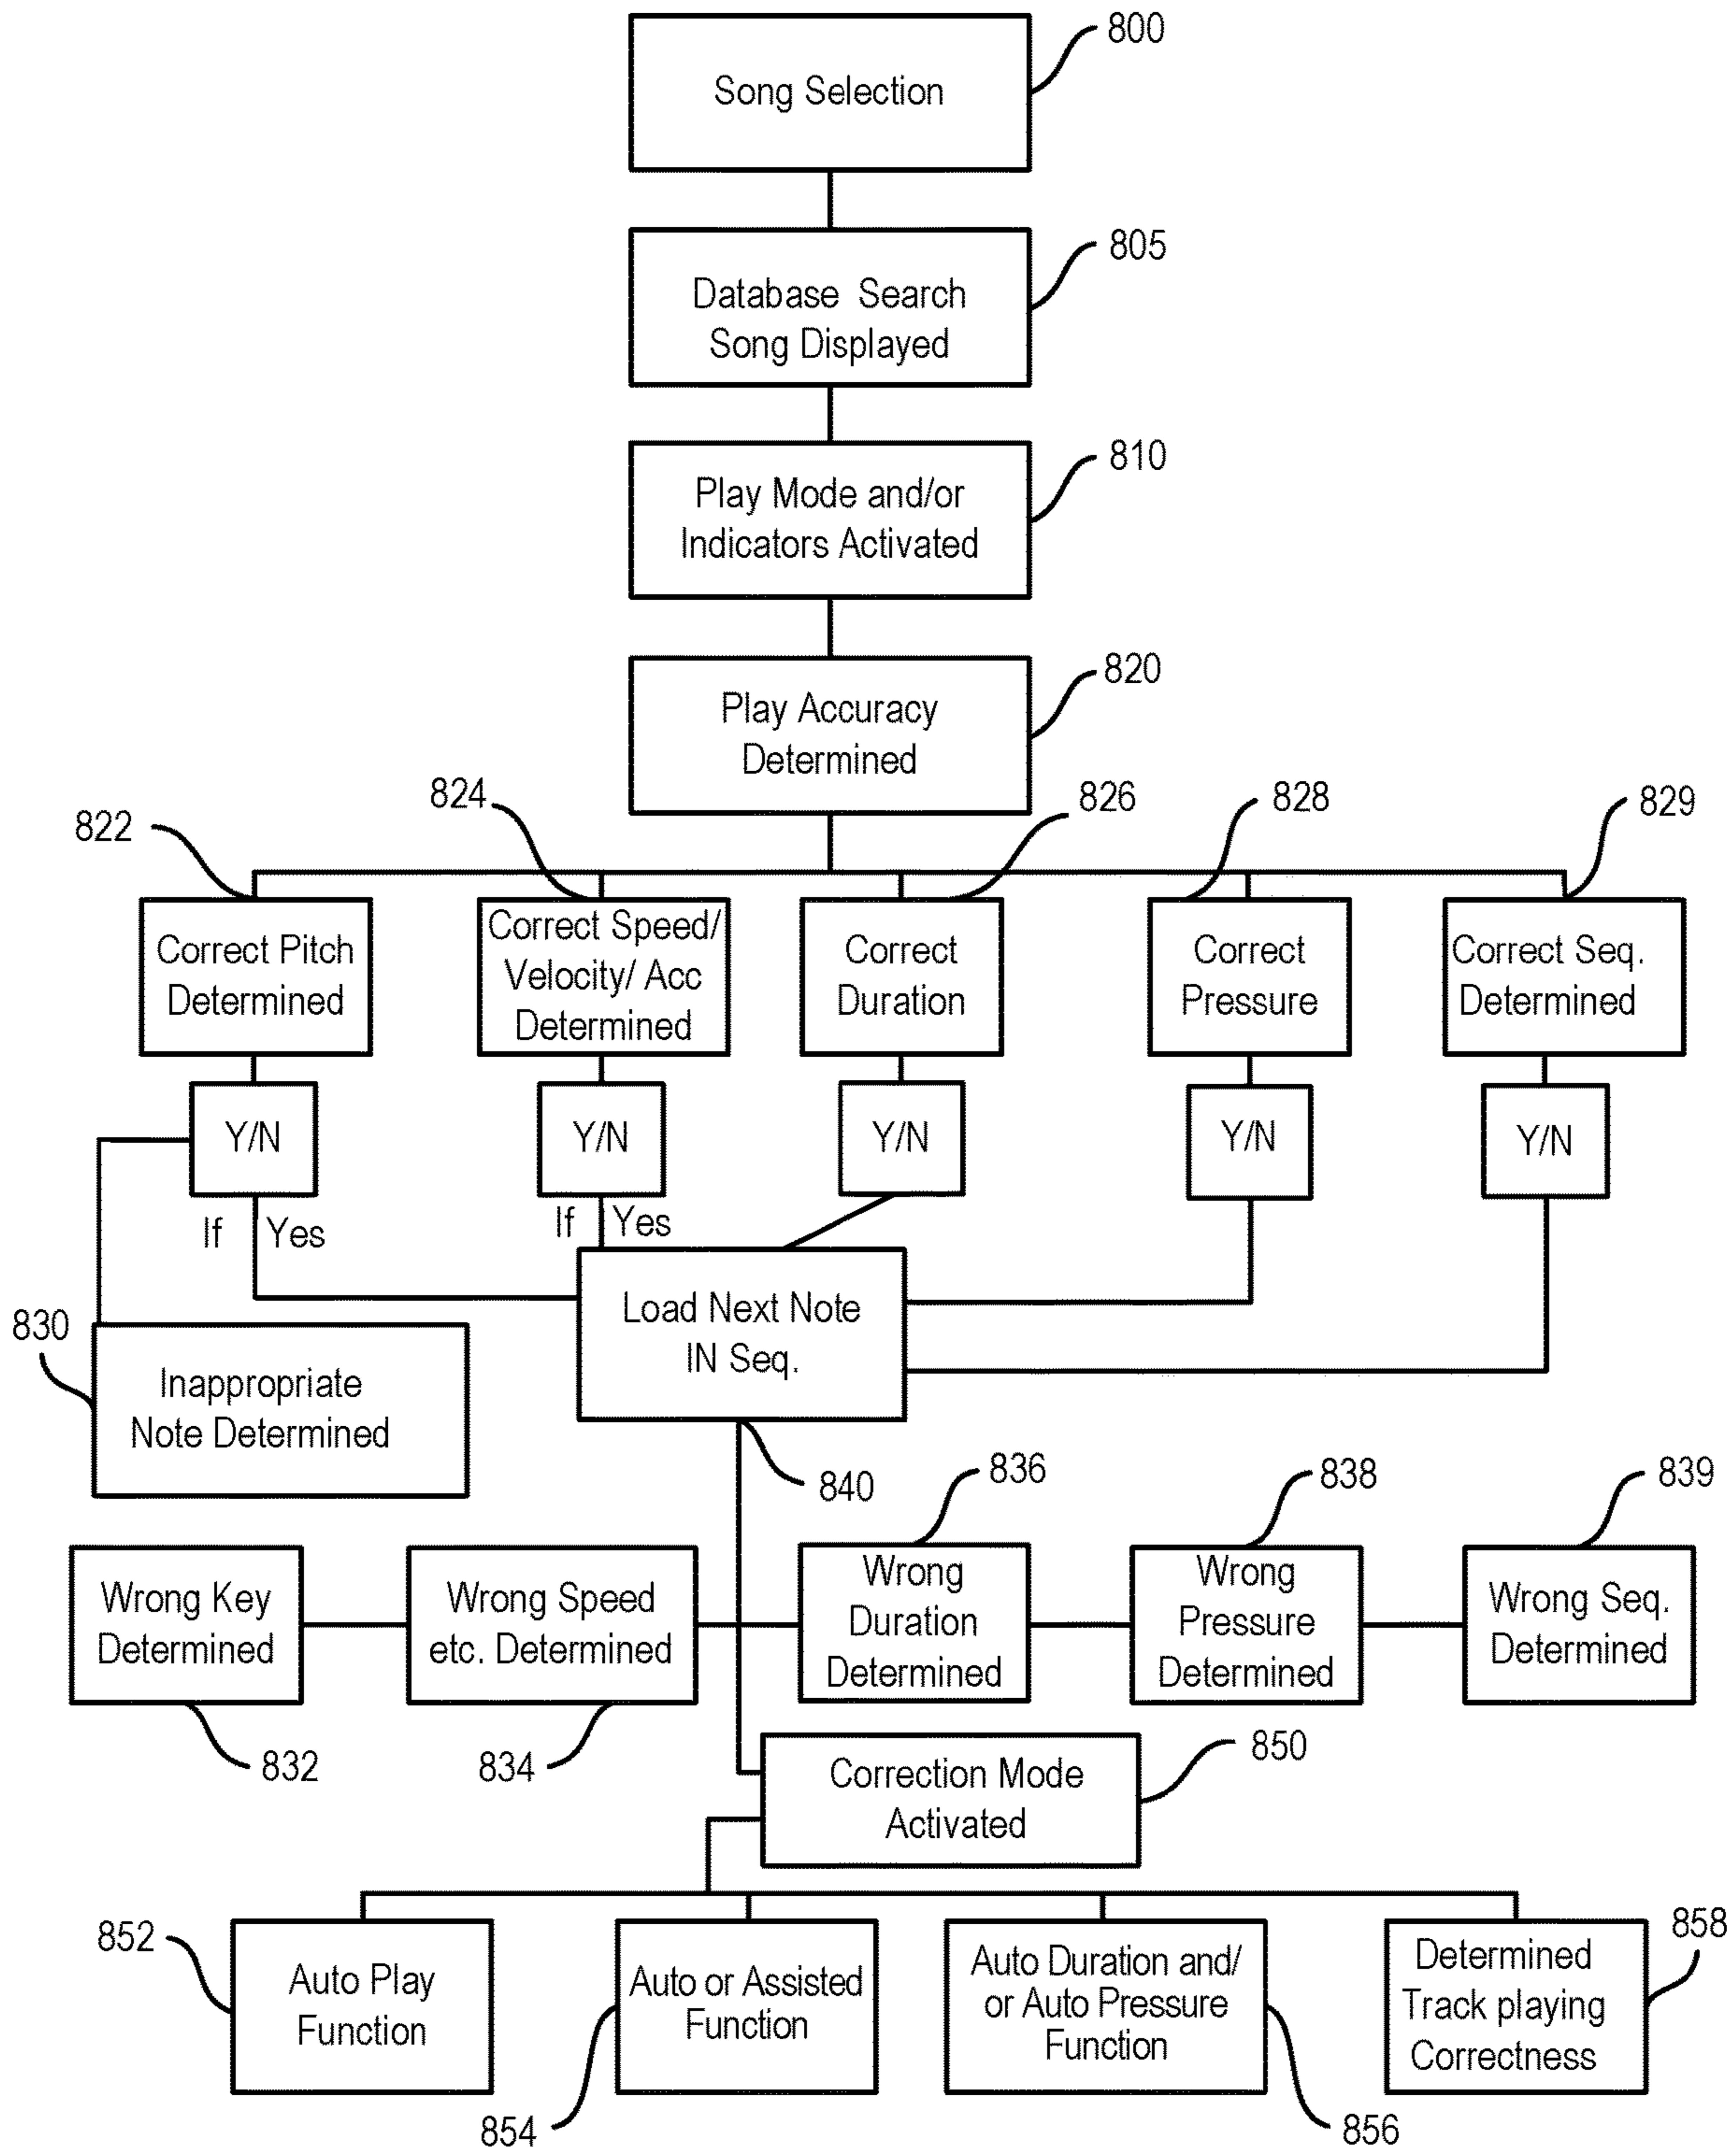 800
Song Selection
805
Database Search
Song Displayed
810
Play Mode and/or
Indicators Activated
820
Play Accuracy
Determined
822
824
826
828
829
Correct Pitch
Determined
Correct Speed/
Velocity/ Acc
Determined
Correct
Duration
Correct
Pressure
Correct Seq.
Determined
Y/N
Y/N
Y/N
Y/N
Y/N
If Yes
If Yes
830
Inappropriate
Note Determined
Load Next Note
IN Seq.
840
836
838
839
Wrong Key
Determined
Wrong Speed
etc. Determined
Wrong
Duration
Determined
Wrong
Pressure
Determined
Wrong Seq.
Determined
832
834
850
Correction Mode
Activated
852
Auto Play
Function
Auto or Assisted
Function
854
Auto Duration and/
or Auto Pressure
Function
856
858
Determined
Track playing
Correctness